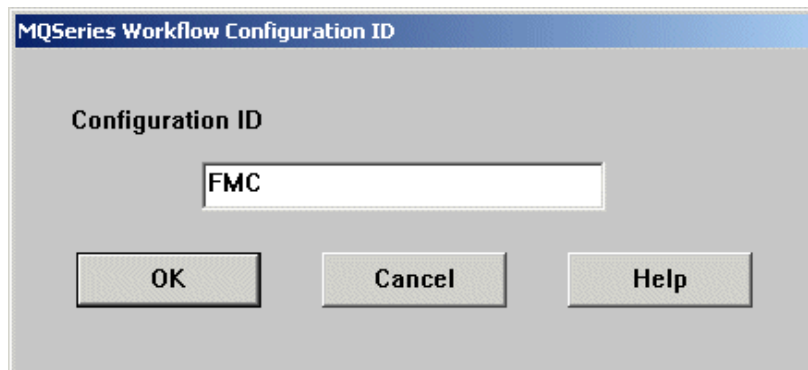 MQSeries Workflow Configuration ID
Configuration ID
FMC
OK Cancel Help